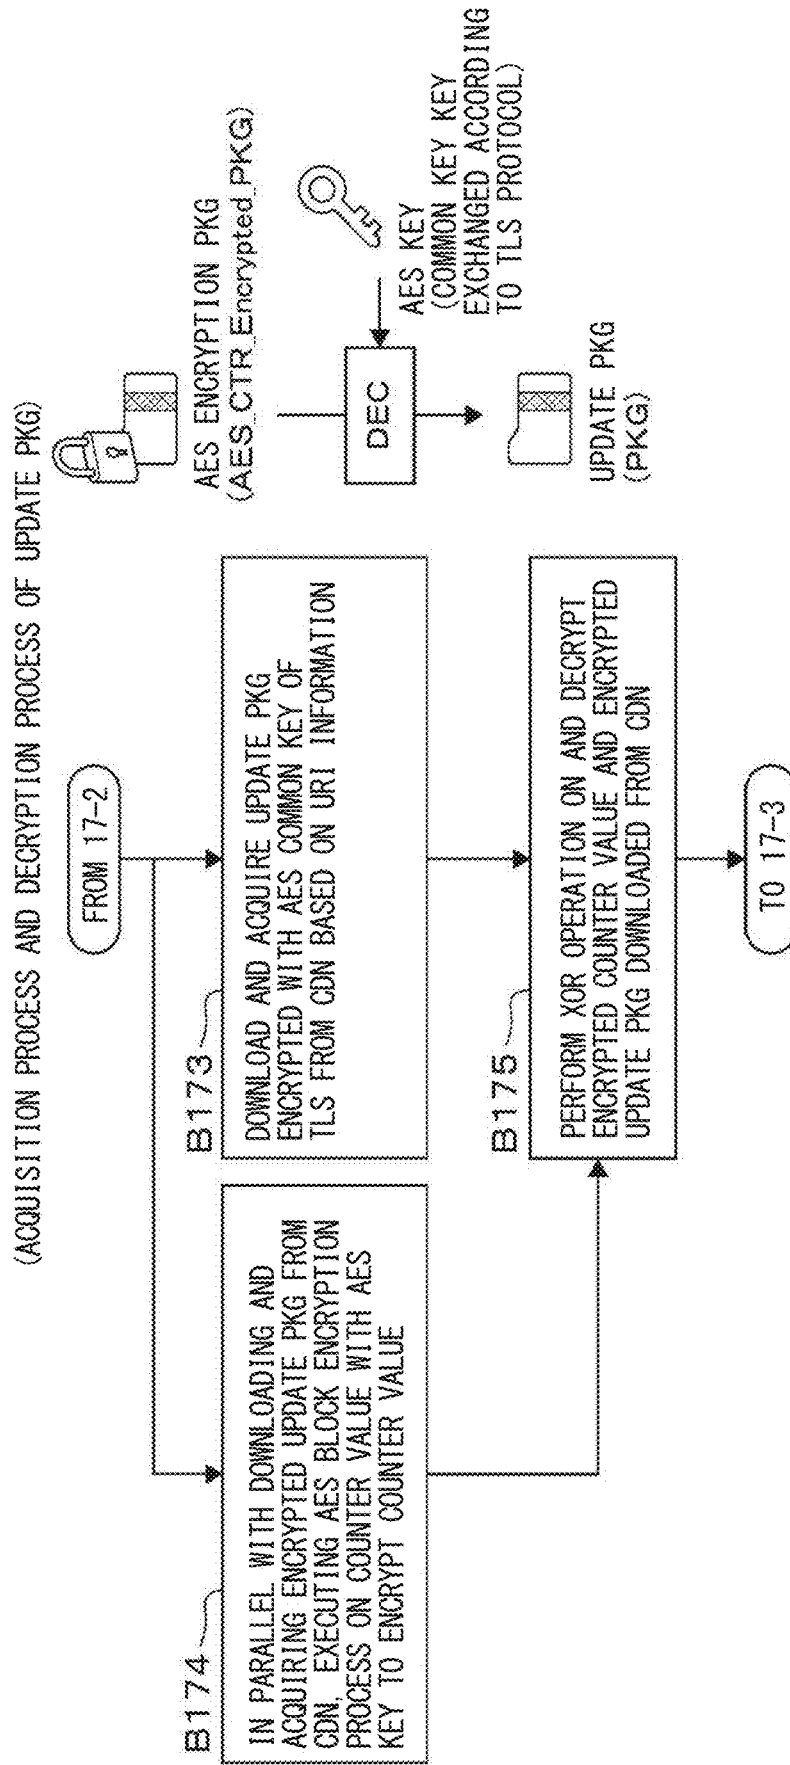 (ACQUISITION PROCESS AND DECRYPTION PROCESS OF UPDATE PKG)
FROM 17-2
B174
IN PARALLEL WITH DOWNLOADING AND
ACQUIRING ENCRYPTED UPDATE PKG FROM
CDN, EXECUTING AES BLOCK ENCRYPTION
PROCESS ON COUNTER VALUE WITH AES
KEY TO ENCRYPT COUNTER VALUE
B173
DOWNLOAD AND ACQUIRE UPDATE PKG
ENCRYPTED WITH AES COMMON KEY OF
TLS FROM CDN BASED ON URI INFORMATION
B175
PERFORM XOR OPERATION ON AND DECRYPT
ENCRYPTED COUNTER VALUE AND ENCRYPTED
UPDATE PKG DOWNLOADED FROM CDN
TO 17-3
AES ENCRYPTION PKG
(AES_CTR_Encrypted_PKG)
DEC
AES KEY
(COMMON KEY KEY
EXCHANGED ACCORDING
TO TLS PROTOCOL)
UPDATE PKG
(PKG)